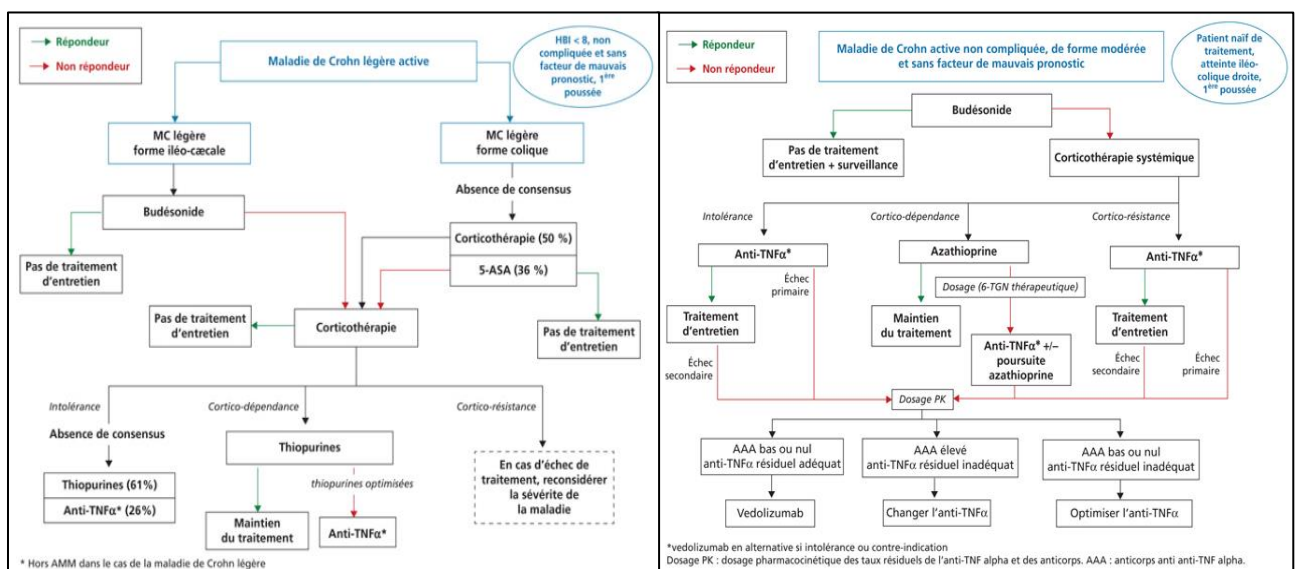 Répondeur
Non répondeur
Maladie de Crohn légère active
HBI < 8, non
compliquée et sans
facteur de mauvais
pronostic, 1ère
poussée
MC légère
forme iléo-cæcale
MC légère
forme colique
Absence de consensus
Budésonide
Corticothérapie (50 %)
5-ASA (36 %)
Pas de traitement
d'entretien
Pas de traitement
d'entretien
Corticothérapie
Pas de traitement
d'entretien
Intolérance
Cortico-dépendance
Cortico-résistance
Absence de consensus
Thiopurines
Thiopurines (61%)
Anti-TNFα* (26%)
thiopurines optimisées
Maintien
du traitement
Anti-TNFα*
En cas d'échec de
traitement, reconsidérer
la sévérite de
la maladie
* Hors AMM dans le cas de la maladie de Crohn légère
Répondeur
Non répondeur
Maladie de Crohn active non compliquée, de forme modérée
et sans facteur de mauvais pronostic
Patient naïf de
traitement,
atteinte iléo-
colique droite,
1ère poussée
Budésonide
Pas de traitement
d'entretien + surveillance
Corticothérapie systémique
Intolérance
Cortico-dépendance
Cortico-résistance
Anti-TNFα*
Azathioprine
Anti-TNFα*
Échec
primaire
Dosage (6-TGN thérapeutique)
Traitement
d'entretien
Maintien
du traitement
Anti-TNFα* +/–
poursuite
azathioprine
Traitement
d'entretien
Échec
secondaire
Échec
secondaire
Échec
primaire
Dosage PK
AAA bas ou nul
anti-TNFα résiduel adéquat
AAA élevé
anti-TNFα résiduel inadéquat
AAA bas ou nul
anti-TNFα résiduel inadéquat
Vedolizumab
Changer l'anti-TNFα
Optimiser l'anti-TNFα
*vedolizumab en alternative si intolérance ou contre-indication
Dosage PK : dosage pharmacocinétique des taux résiduels de l'anti-TNF alpha et des anticorps. AAA : anticorps anti anti-TNF alpha.